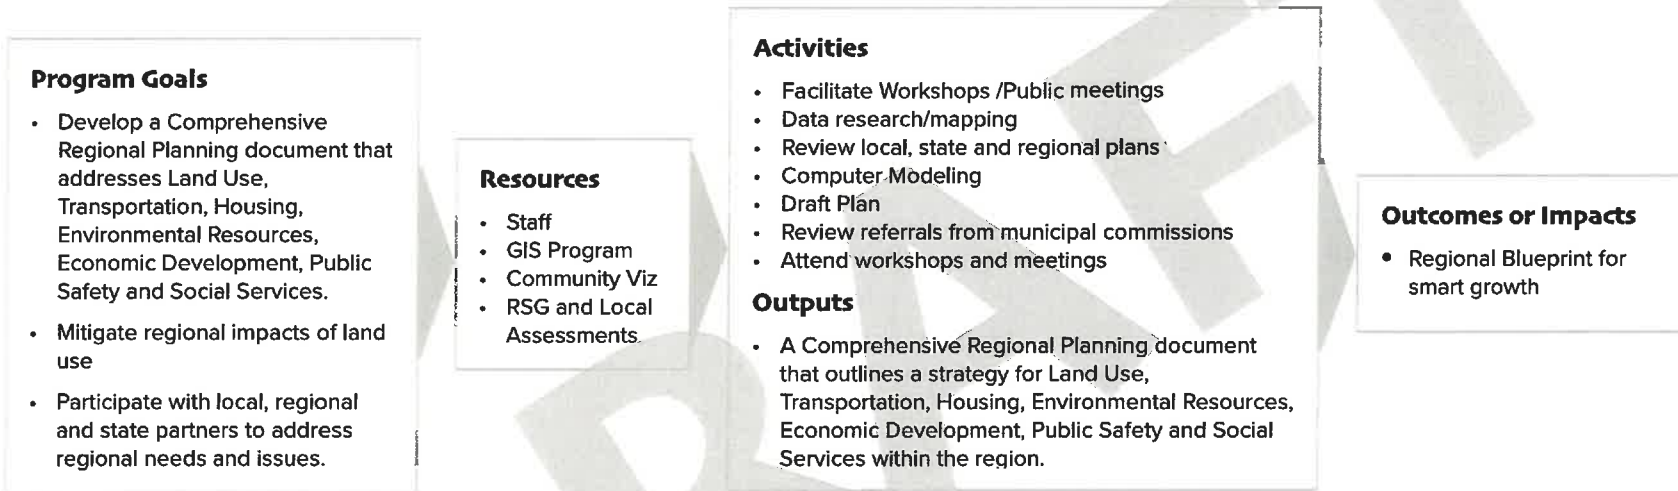 Program Goals
• Develop a Comprehensive
Regional Planning document that
addresses Land Use,
Transportation, Housing,
Environmental Resources,
Economic Development, Public
Safety and Social Services.
• Mitigate regional impacts of land
use
• Participate with local, regional
and state partners to address
regional needs and issues.
Resources
• Staff
• GIS Program
• Community Viz
• RSG and Local
Assessments
Activities
• Facilitate Workshops /Public meetings
• Data research/mapping
• Review local, state and regional plans
• Computer Modeling
• Draft Plan
• Review referrals from municipal commissions
• Attend workshops and meetings
Outputs
• A Comprehensive Regional Planning document
that outlines a strategy for Land Use,
Transportation, Housing, Environmental Resources,
Economic Development, Public Safety and Social
Services within the region.
Outcomes or Impacts
• Regional Blueprint for
smart growth
RAFT